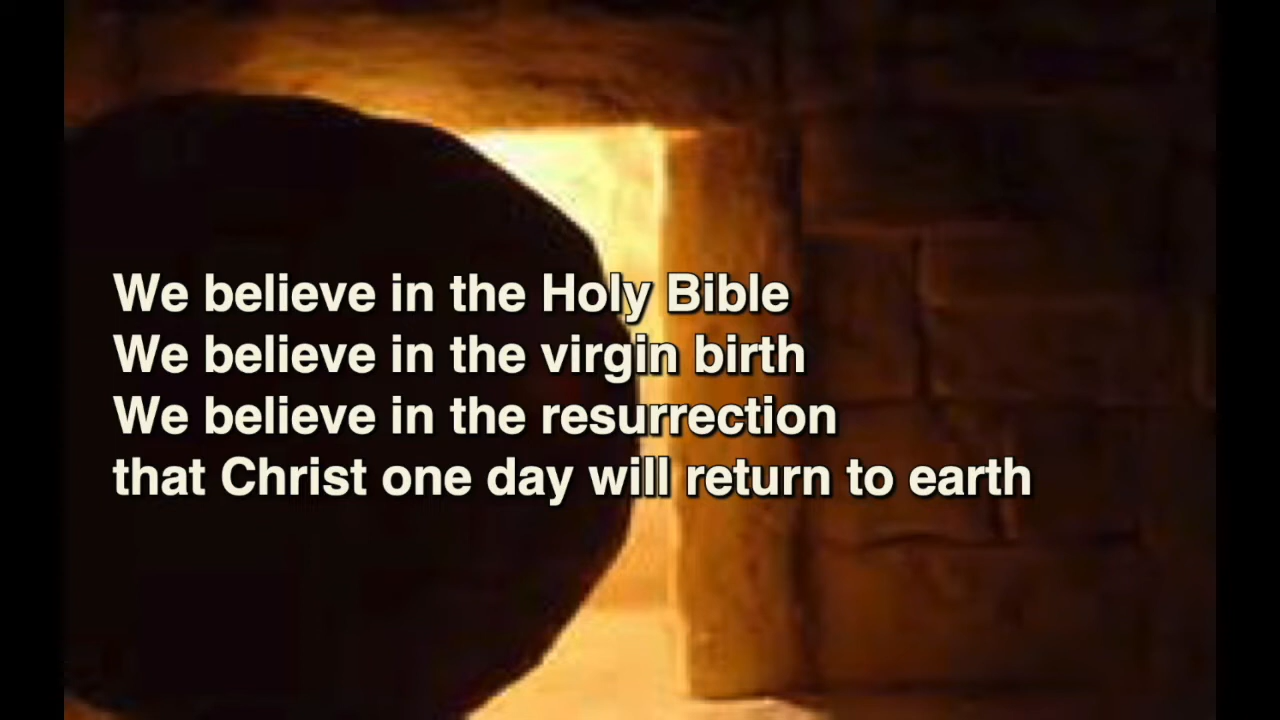 We believe in the Holy Bible
We believe in the virgin birth
We believe in the resurrection
that Christ one day will return to earth